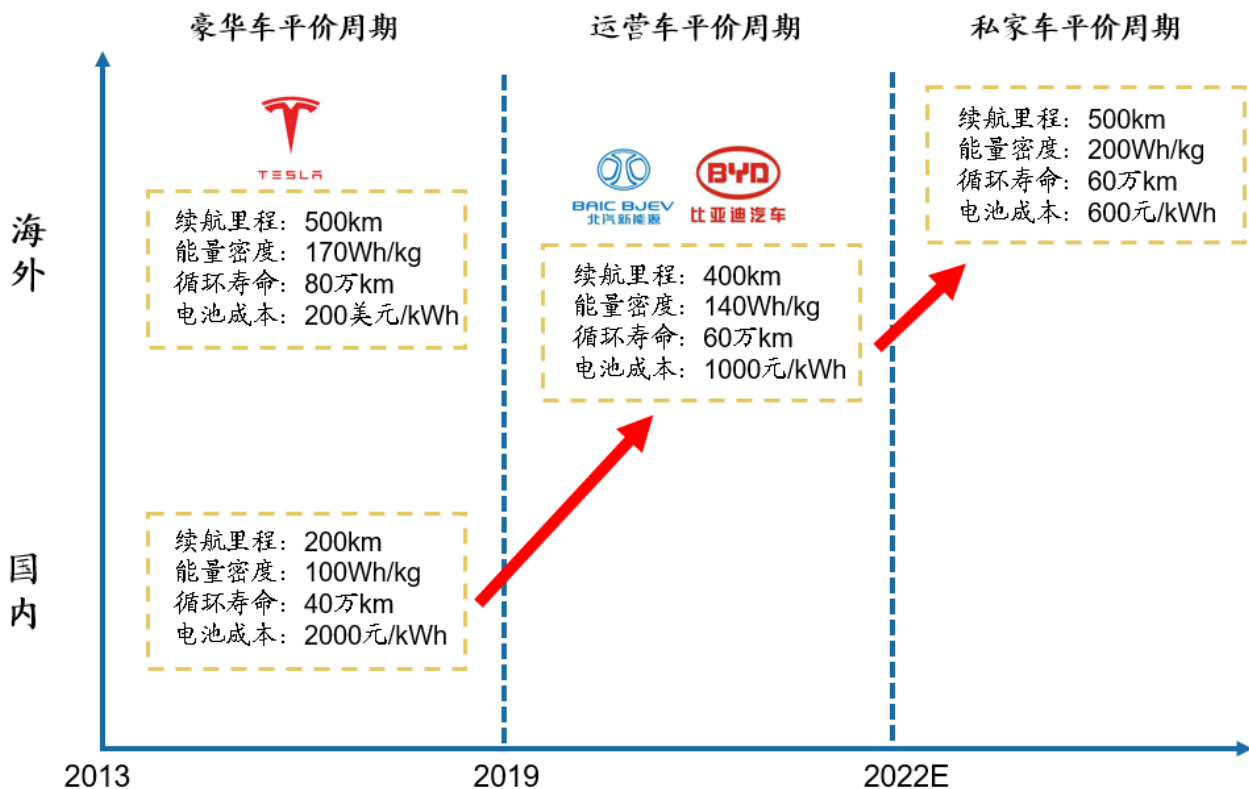 豪华车平价周期
运营车平价周期
私家车平价周期
海
外
国
内
TESLA
续航里程：500km
能量密度：170Wh/kg
循环寿命：80万km
电池成本：200美元/kWh
续航里程：200km
能量密度：100Wh/kg
循环寿命：40万km
电池成本：2000元/kWh
BAIC BJEV
北汽新能源
BYD
比亚迪汽车
续航里程：400km
能量密度：140Wh/kg
循环寿命：60万km
电池成本：1000元/kWh
续航里程：500km
能量密度：200Wh/kg
循环寿命：60万km
电池成本：600元/kWh
2013
2019
2022E